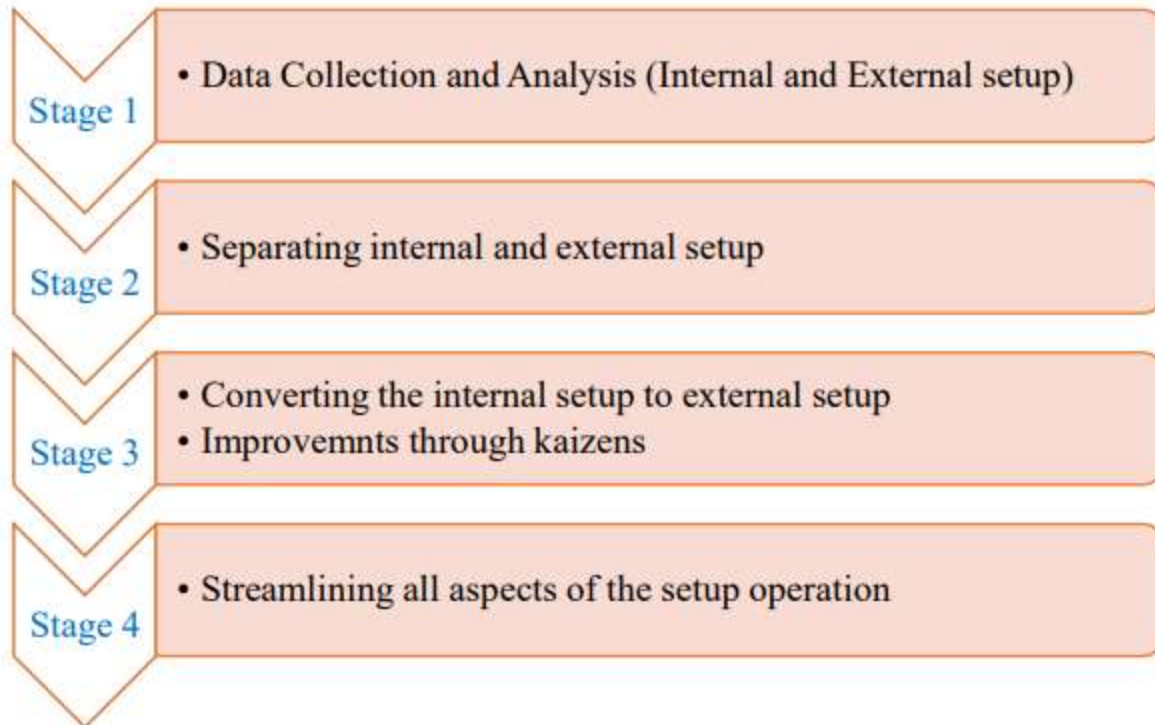 Stage 1
• Data Collection and Analysis (Internal and External setup)
Stage 2
• Separating internal and external setup
Stage 3
• Converting the internal setup to external setup
• Improvemnts through kaizens
Stage 4
• Streamlining all aspects of the setup operation